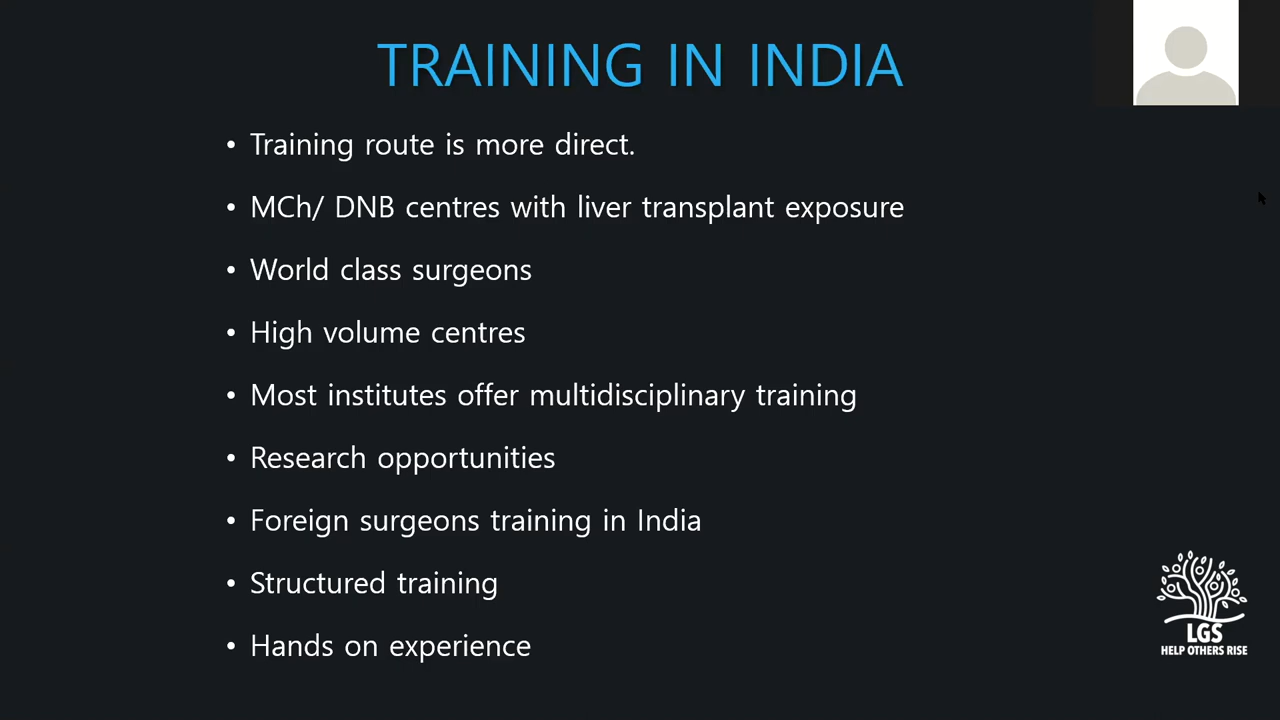 TRAINING IN INDIA
• Training route is more direct.
• MCh/ DNB centres with liver transplant exposure
• World class surgeons
• High volume centres
• Most institutes offer multidisciplinary training
• Research opportunities
• Foreign surgeons training in India
• Structured training
• Hands on experience
LGS
HELP OTHERS RISE